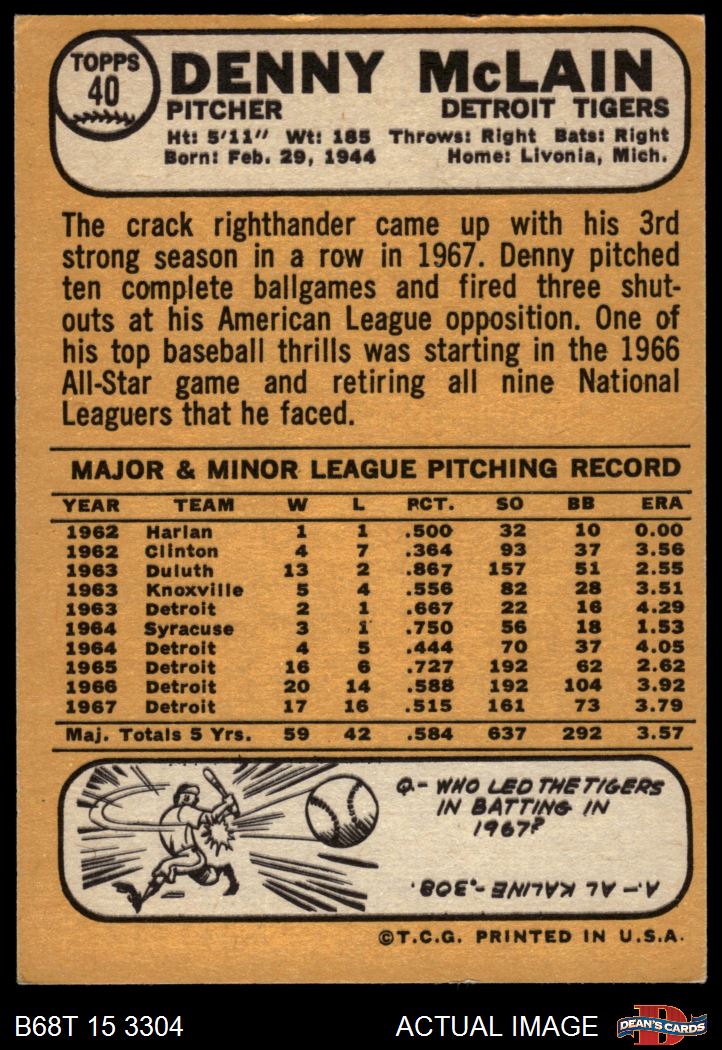 TOPPS
40
DENNY McLAIN
PITCHER DETROIT TIGERS
Ht: 5'11" Wt: 185 Throws: Right Bats: Right
Born: Feb. 29, 1944 Home: Livonia, Mich.
The crack righthander came up with his 3rd
strong season in a row in 1967. Denny pitched
ten complete ballgames and fired three shut-
outs at his American League opposition. One of
his top baseball thrills was starting in the 1966
All-Star game and retiring all nine National
Leaguers that he faced.
MAJOR & MINOR LEAGUE PITCHING RECORD
YEAR TEAM W L PCT. SO BB ERA
1962 Harlan 1 1 .500 32 10 0.00
1962 Clinton 4 7 .364 93 37 3.56
1963 Duluth 13 2 .867 157 51 2.55
1963 Knoxville 5 4 .556 82 28 3.51
1963 Detroit 2 1 .667 22 16 4.29
1964 Syracuse 3 1 .750 56 18 1.53
1964 Detroit 4 5 .444 70 37 4.05
1965 Detroit 16 6 .727 192 62 2.62
1966 Detroit 20 14 .588 192 104 3.92
1967 Detroit 17 16 .515 161 73 3.79
Maj. Totals 5 Yrs. 59 42 .584 637 292 3.57
Q.- WHO LED THE TIGERS
IN BATTING IN
1967?
A.- AL KALINE-.308.
©T.C.G. PRINTED IN U.S.A.
B68T 15 3304 ACTUAL IMAGE
D
DEAN'S CARDS